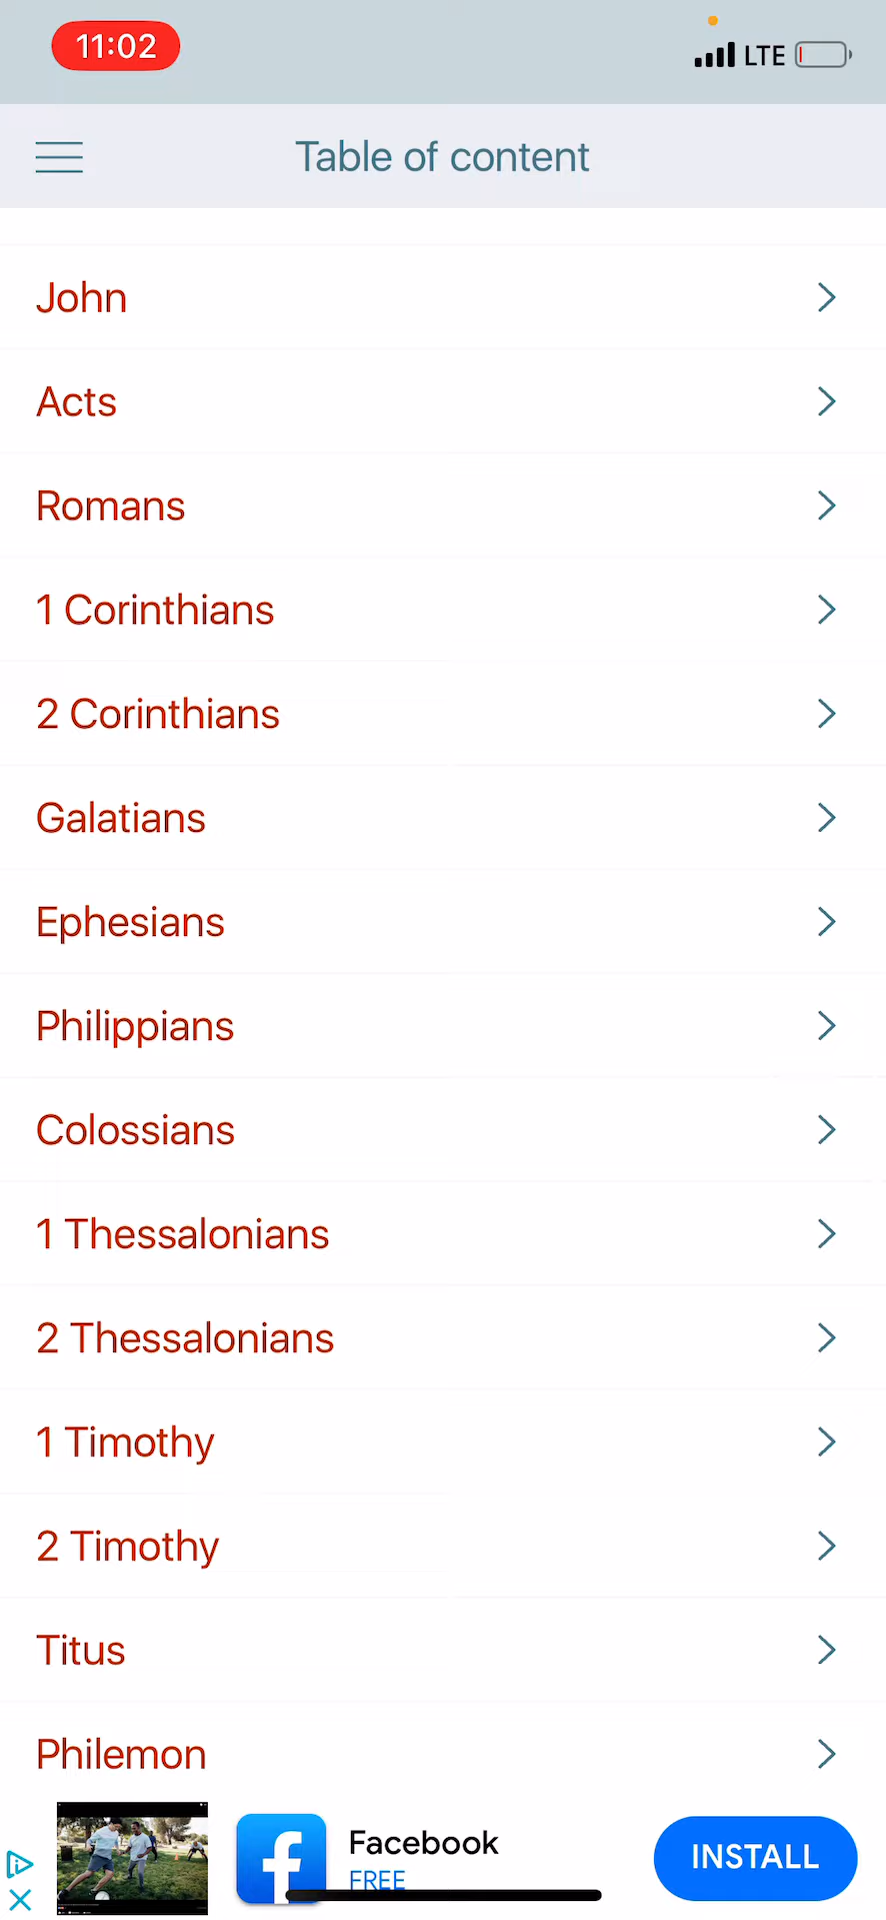 11:02
LTE
Table of content
John
Acts
Romans
1 Corinthians
2 Corinthians
Galatians
Ephesians
Philippians
Colossians
1 Thessalonians
2 Thessalonians
1 Timothy
2 Timothy
Titus
Philemon
Facebook
FREE
INSTALL